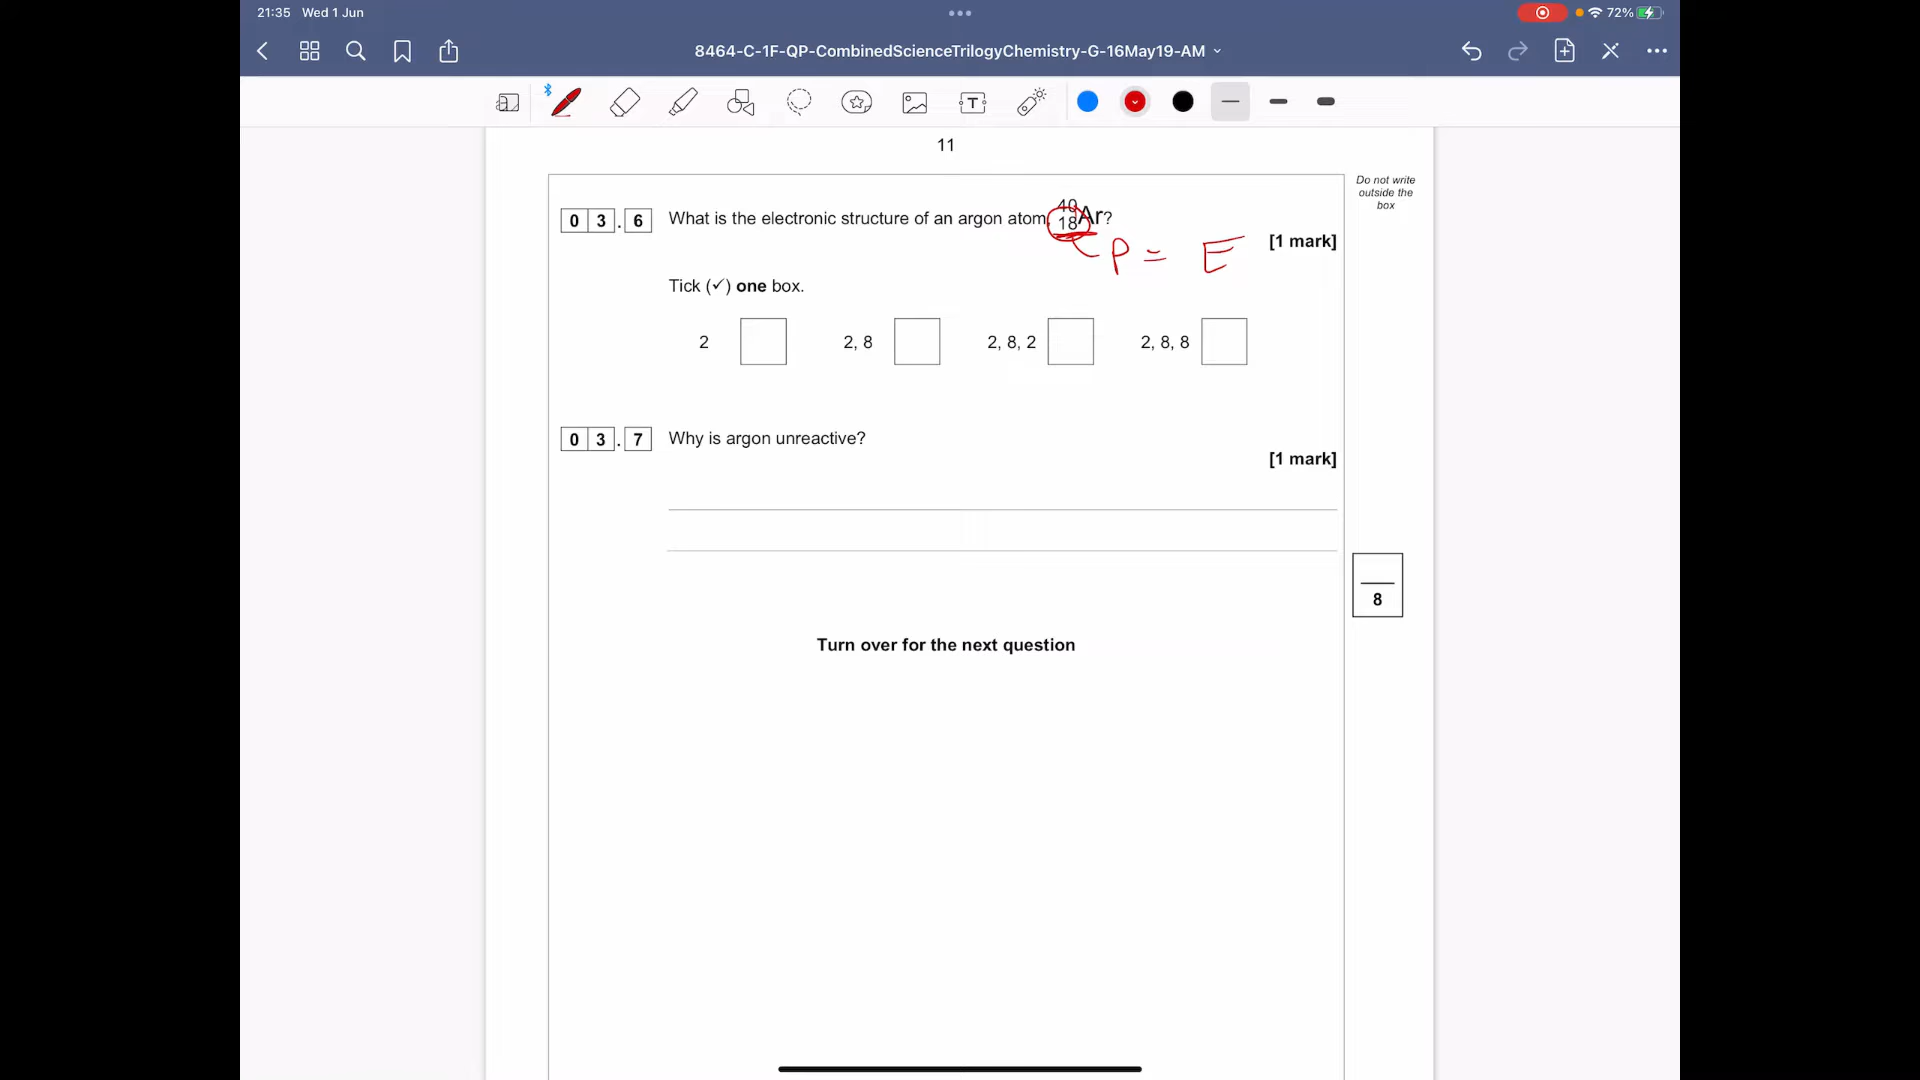 21:35 Wed 1 Jun
72%
8464-C-1F-QP-CombinedScienceTrilogyChemistry-G-16May19-AM
T
11
Do not write
outside the
box
0 3 . 6 What is the electronic structure of an argon atom, 40 18 Ar?
P = E
[1 mark]
Tick (✓) one box.
2 2, 8 2, 8, 2 2, 8, 8
0 3 . 7 Why is argon unreactive?
[1 mark]
8
Turn over for the next question